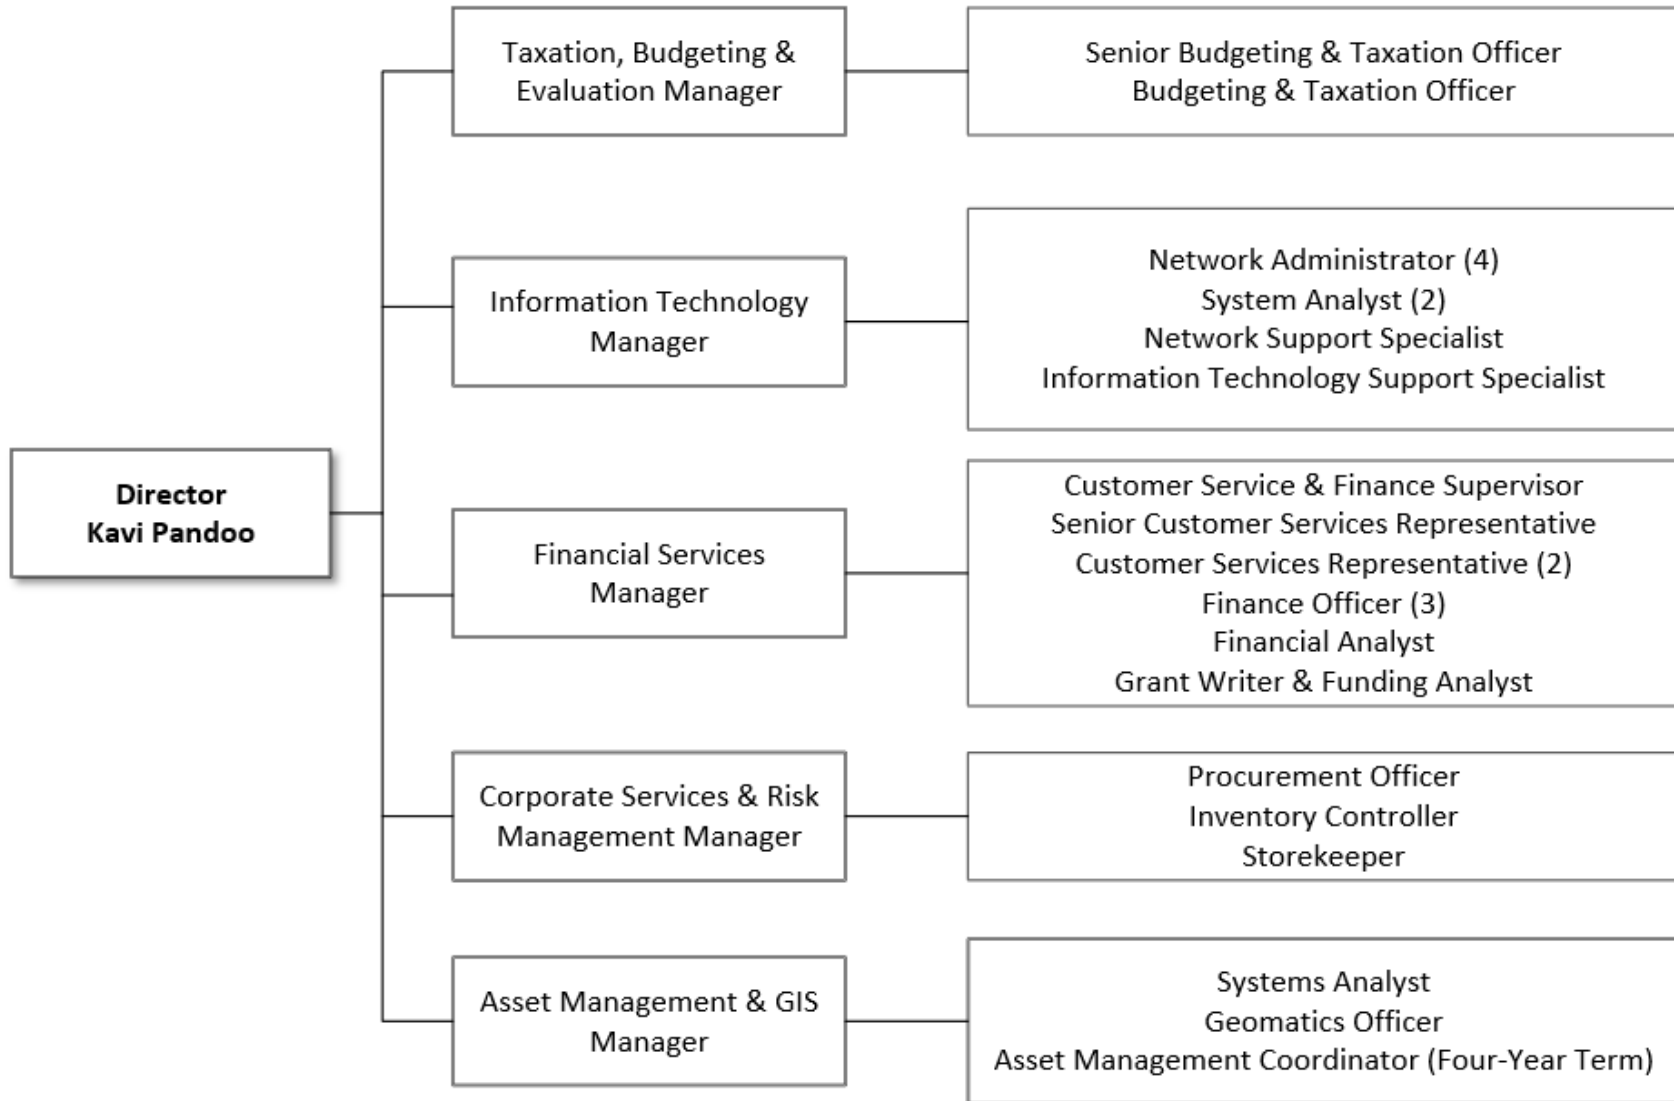 Director
Kavi Pandoo
Taxation, Budgeting &
Evaluation Manager
Senior Budgeting & Taxation Officer
Budgeting & Taxation Officer
Information Technology
Manager
Network Administrator (4)
System Analyst (2)
Network Support Specialist
Information Technology Support Specialist
Financial Services
Manager
Customer Service & Finance Supervisor
Senior Customer Services Representative
Customer Services Representative (2)
Finance Officer (3)
Financial Analyst
Grant Writer & Funding Analyst
Corporate Services & Risk
Management Manager
Procurement Officer
Inventory Controller
Storekeeper
Asset Management & GIS
Manager
Systems Analyst
Geomatics Officer
Asset Management Coordinator (Four-Year Term)